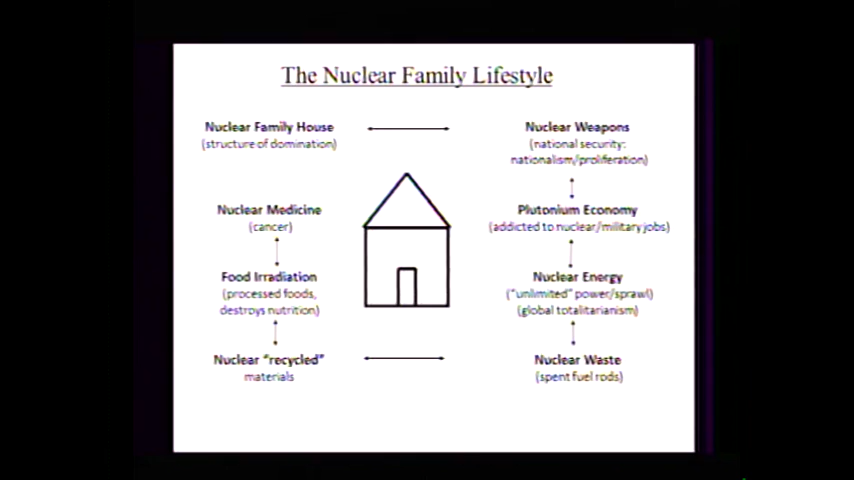 The Nuclear Family Lifestyle
Nuclear Family House
(structure of domination)
Nuclear Medicine
(cancer)
Food Irradiation
(processed foods,
destroys nutrition)
Nuclear "recycled"
materials
Nuclear Weapons
(national security:
nationalism/proliferation)
Plutonium Economy
(addicted to nuclear/military jobs)
Nuclear Energy
("unlimited" power/sprawl)
(global totalitarianism)
Nuclear Waste
(spent fuel rods)